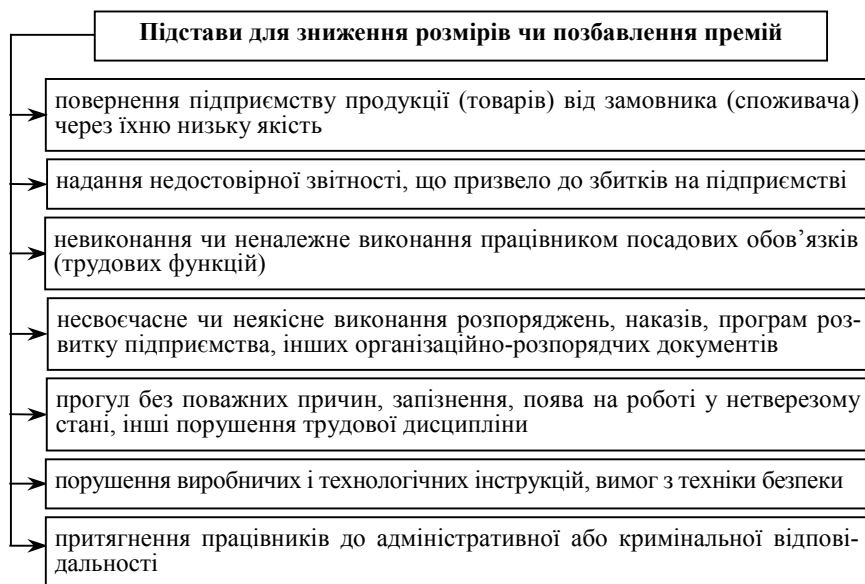 Підстави для зниження розмірів чи позбавлення премій
повернення підприємству продукції (товарів) від замовника (споживача)
через їхню низьку якість
надання недостовірної звітності, що призвело до збитків на підприємстві
невиконання чи неналежне виконання працівником посадових обов’язків
(трудових функцій)
несвоєчасне чи неякісне виконання розпоряджень, наказів, програм роз-
витку підприємства, інших організаційно-розпорядчих документів
прогул без поважних причин, запізнення, поява на роботі у нетверезому
стані, інші порушення трудової дисципліни
порушення виробничих і технологічних інструкцій, вимог з техніки безпеки
притягнення працівників до адміністративної або кримінальної відпові-
дальності